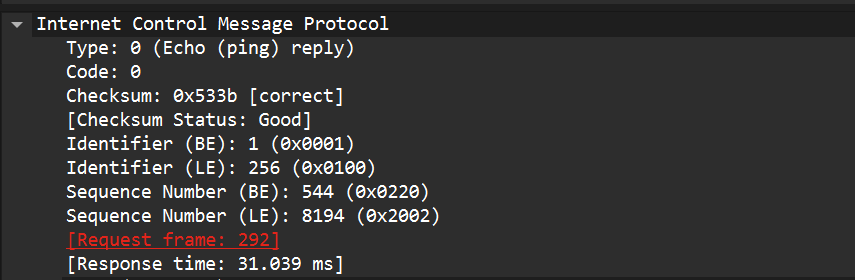 Internet Control Message Protocol
Type: 0 (Echo (ping) reply)
Code: 0
Checksum: 0x533b [correct]
[Checksum Status: Good]
Identifier (BE): 1 (0x0001)
Identifier (LE): 256 (0x0100)
Sequence Number (BE): 544 (0x0220)
Sequence Number (LE): 8194 (0x2002)
[Request frame: 292]
[Response time: 31.039 ms]